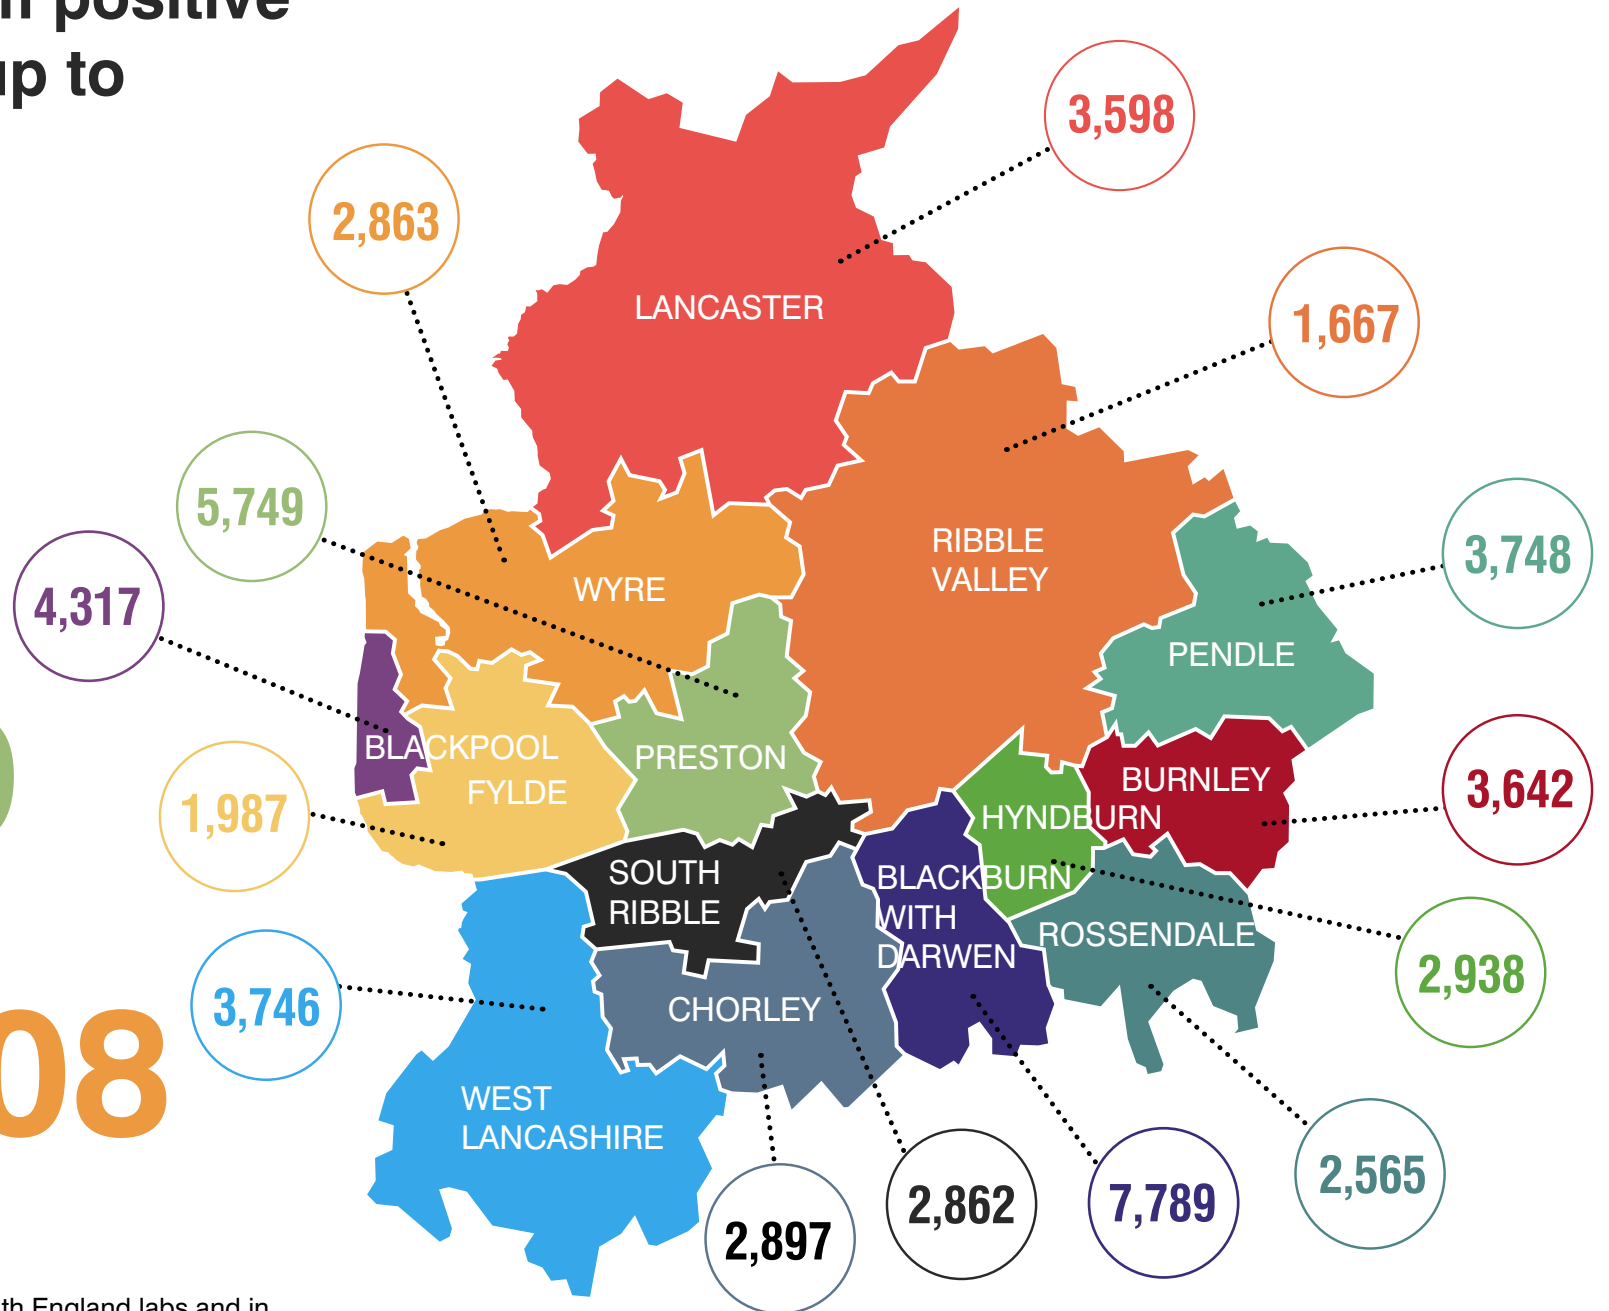 positive
up to
3,598
2,863
LANCASTER
1,667
5,749
4,317
RIBBLE
VALLEY
3,748
WYRE
PENDLE
BLACKPOOL
PRESTON
FYLDE
BURNLEY
3,642
1,987
HYNDBURN
SOUTH
RIBBLE
BLACKBURN
WITH
DARWEN
ROSSENDALE
2,938
3,746
CHORLEY
08
WEST
LANCASHIRE
2,565
2,862
7,789
2,897
England labs and in